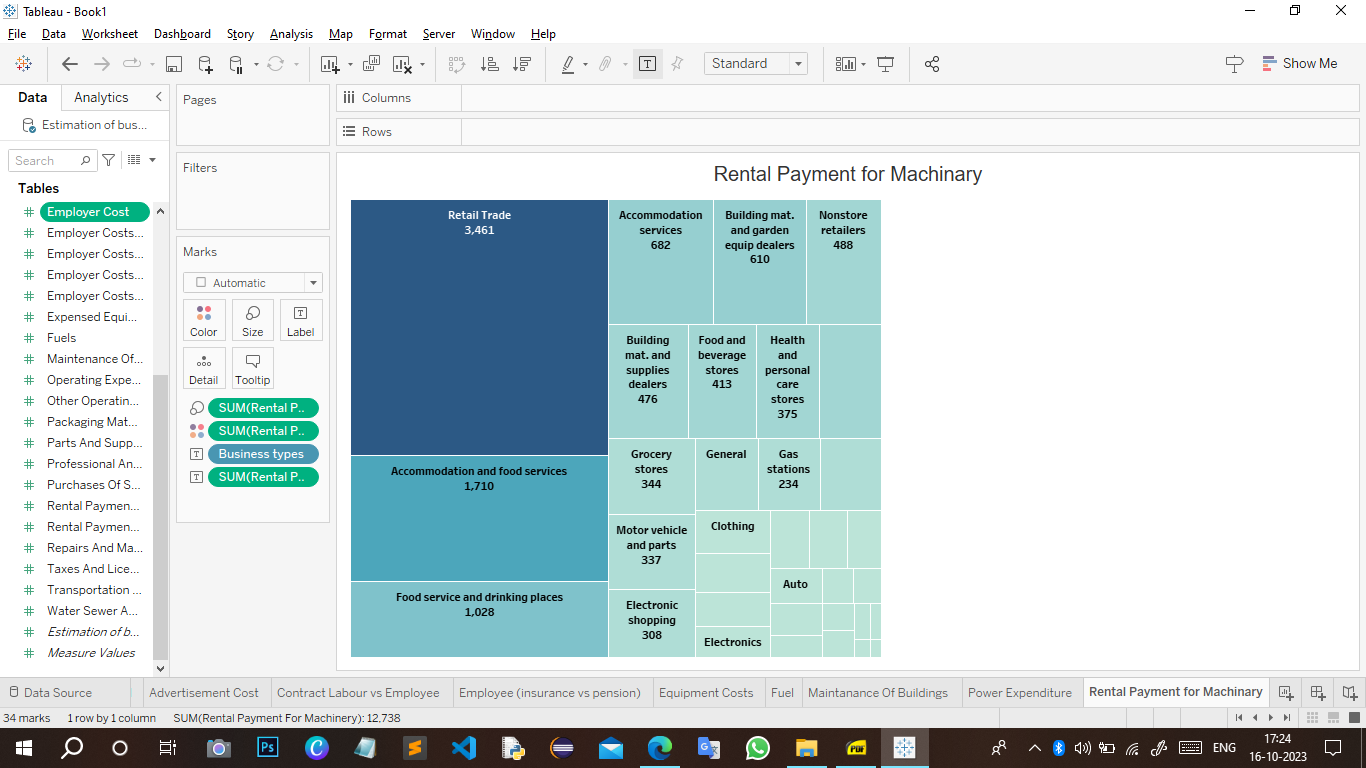 Tableau - Book1
File Data Worksheet Dashboard Story Analysis Map Format Server Window Help
Standard
Show Me
Data Analytics
Estimation of bus...
Search
Tables
Employer Cost
Employer Costs...
Employer Costs...
Employer Costs...
Employer Costs...
Expensed Equi...
Fuels
Maintenance Of...
Operating Expe...
Other Operatin...
Packaging Mat...
Parts And Supp...
Professional An...
Purchases Of S...
Rental Paymen...
Rental Paymen...
Repairs And Ma...
Taxes And Lice...
Transportation ...
Water Sewer A...
Estimation of b...
Measure Values
Pages
Filters
Marks
Automatic
Color Size Label
Detail Tooltip
SUM(Rental P..
SUM(Rental P..
Business types
SUM(Rental P..
Columns
Rows
Rental Payment for Machinary
Retail Trade
3,461
Accommodation and food services
1,710
Food service and drinking places
1,028
Accommodation
services
682
Building mat.
and garden
equip dealers
610
Nonstore
retailers
488
Building
mat. and
supplies
dealers
476
Food and
beverage
stores
413
Health
and
personal
care
stores
375
Grocery
stores
344
General
Gas
stations
234
Motor vehicle
and parts
337
Clothing
Electronic
shopping
308
Auto
Electronics
Data Source Advertisement Cost Contract Labour vs Employee Employee (insurance vs pension) Equipment Costs Fuel Maintanance Of Buildings Power Expenditure Rental Payment for Machinary
34 marks 1 row by 1 column SUM(Rental Payment For Machinery): 12,738
Ps
PDF
ENG
17:24
16-10-2023